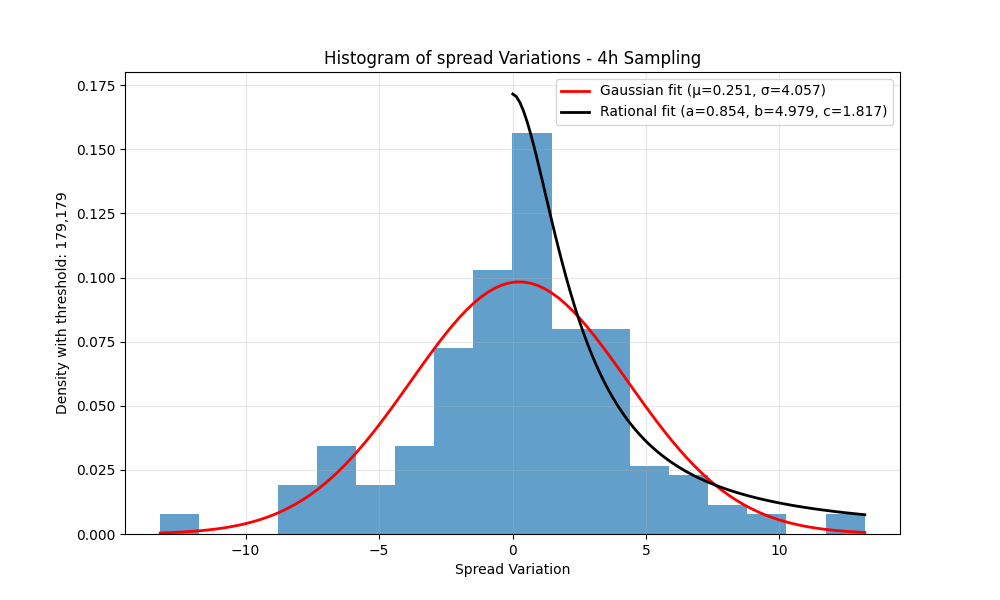 Histogram of spread Variations - 4h Sampling
Gaussian fit (μ=0.251, σ=4.057)
Rational fit (a=0.854, b=4.979, c=1.817)
Density with threshold: 179,179
0.175
0.150
0.125
0.100
0.075
0.050
0.025
0.000
−10
−5
0
5
10
Spread Variation